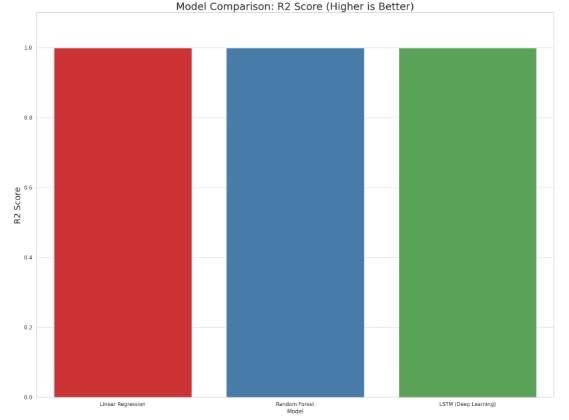 Model Comparison: R2 Score (Higher is Better)
R2 Score
1.0
0.8
0.6
0.4
0.2
0.0
Linear Regression
Random Forest
LSTM (Deep Learning)
Model